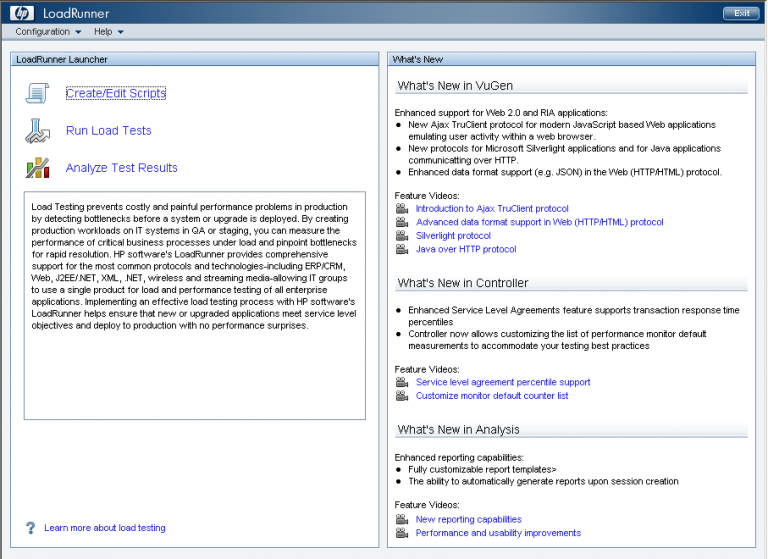 hp LoadRunner Exit
Configuration Help
LoadRunner Launcher
Create/Edit Scripts
Run Load Tests
Analyze Test Results
Load Testing prevents costly and painful performance problems in production
by detecting bottlenecks before a system or upgrade is deployed. By creating
production workloads on IT systems in QA or staging, you can measure the
performance of critical business processes under load and pinpoint bottlenecks
for rapid resolution. HP software's LoadRunner provides comprehensive
support for the most common protocols and technologies-including ERP/CRM,
Web, J2EE/.NET, XML, .NET, wireless and streaming media-allowing IT groups
to use a single product for load and performance testing of all enterprise
applications. Implementing an effective load testing process with HP software's
LoadRunner helps ensure that new or upgraded applications meet service level
objectives and deploy to production with no performance surprises.
? Learn more about load testing
What's New
What's New in VuGen
Enhanced support for Web 2.0 and RIA applications:
● New Ajax TruClient protocol for modern JavaScript based Web applications
emulating user activity within a web browser.
● New protocols for Microsoft Silverlight applications and for Java applications
communicatting over HTTP.
● Enhanced data format support (e.g. JSON) in the Web (HTTP/HTML) protocol.
Feature Videos:
Introduction to Ajax TruClient protocol
Advanced data format support in Web (HTTP/HTML) protocol
Silverlight protocol
Java over HTTP protocol
What's New in Controller
● Enhanced Service Level Agreements feature supports transaction response time
percentiles
● Controller now allows customizing the list of performance monitor default
measurements to accommodate your testing best practices
Feature Videos:
Service level agreement percentile support
Customize monitor default counter list
What's New in Analysis
Enhanced reporting capabilities:
● Fully customizable report templates>
● The ability to automatically generate reports upon session creation
Feature Videos:
New reporting capabilities
Performance and usability improvements